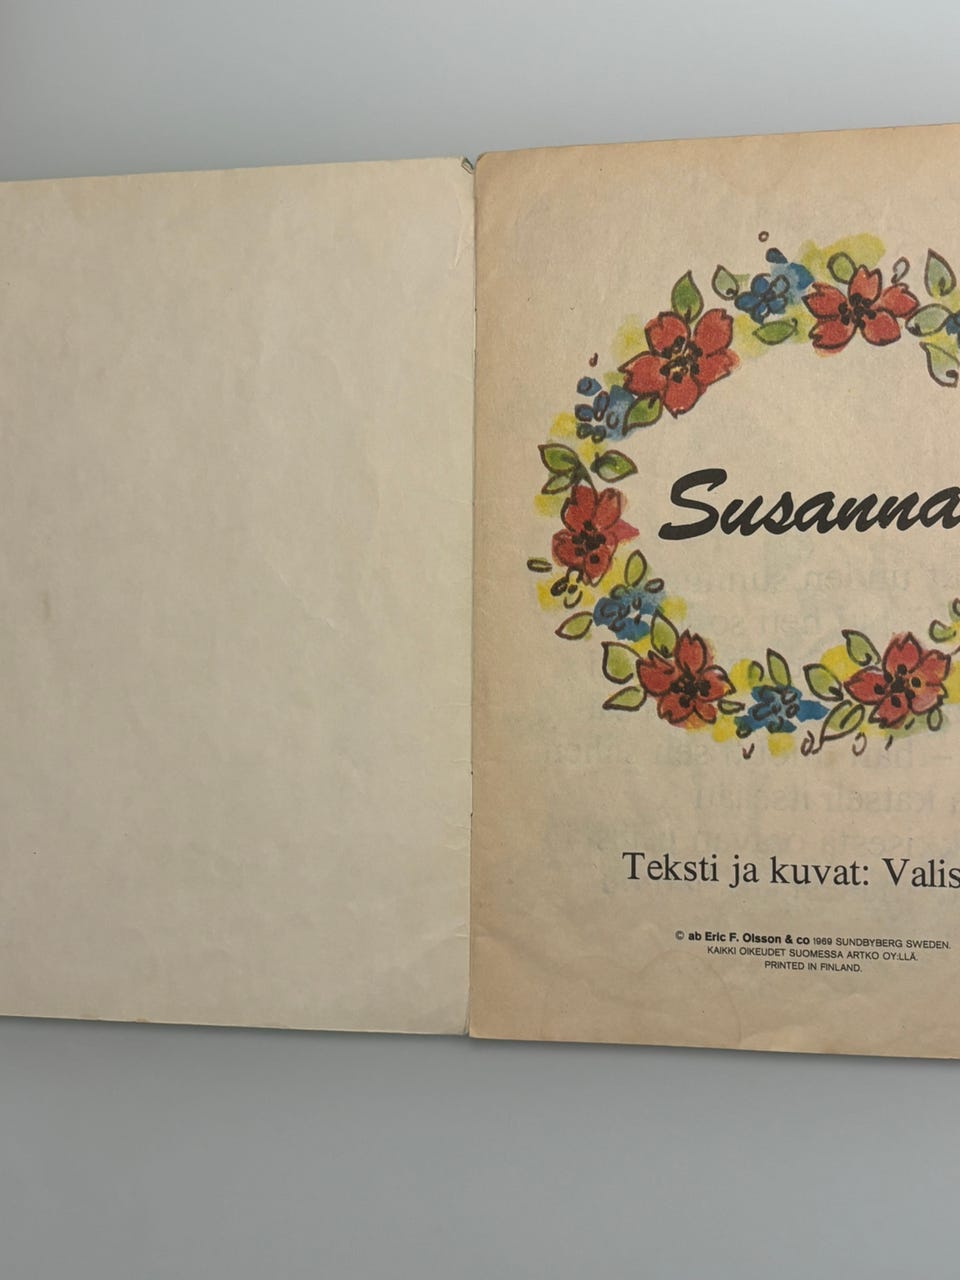 Susanna
Teksti ja kuvat: Valis
© ab Eric F. Olsson & co 1969 SUNDBYBERG SWEDEN.
KAIKKI OIKEUDET SUOMESSA ARTKO OY:LLÄ.
PRINTED IN FINLAND.